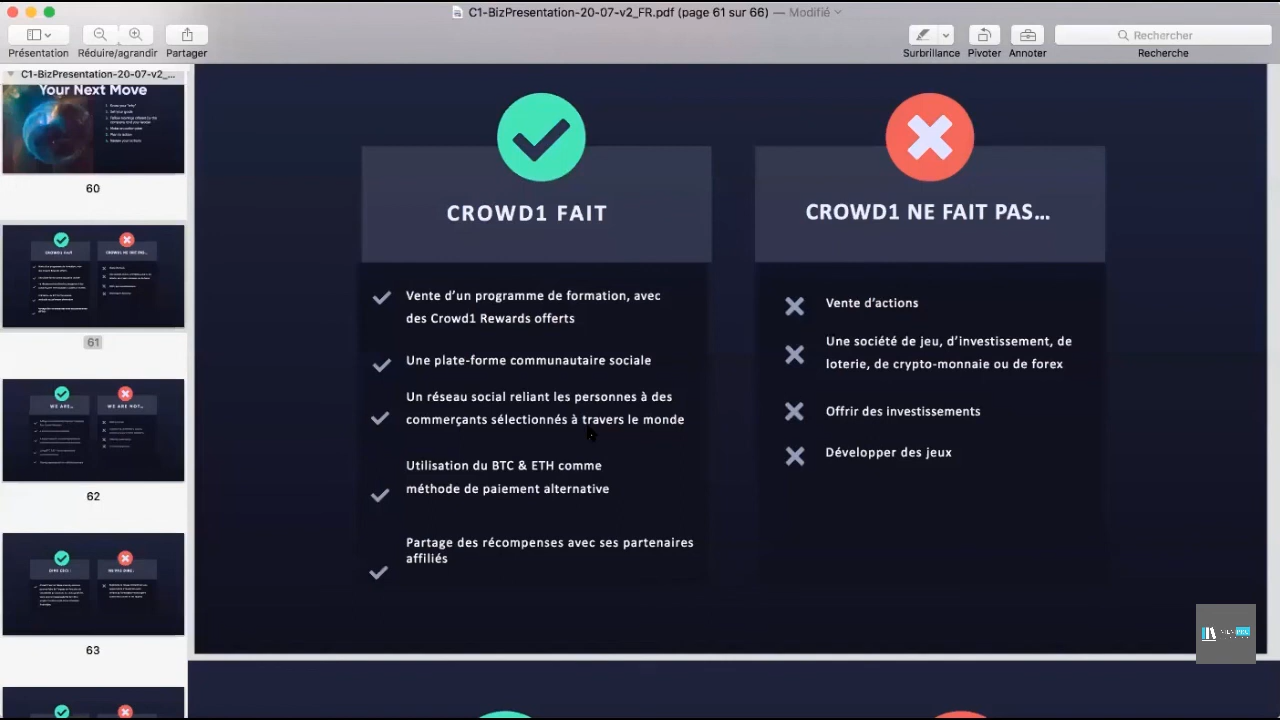 C1-BizPresentation-20-07-v2_FR.pdf (page 61 sur 66) — Modifié
Présentation
Réduire/agrandir
Partager
Surbrillance
Pivoter
Annoter
Rechercher
Recherche
C1-BizPresentation-20-07-v2_...
Your Next Move
60
61
62
63
CROWD1 FAIT
Vente d'un programme de formation, avec
des Crowd1 Rewards offerts
Une plate-forme communautaire sociale
Un réseau social reliant les personnes à des
commerçants sélectionnés à travers le monde
Utilisation du BTC & ETH comme
méthode de paiement alternative
Partage des récompenses avec ses partenaires
affiliés
CROWD1 NE FAIT PAS...
Vente d'actions
Une société de jeu, d'investissement, de
loterie, de crypto-monnaie ou de forex
Offrir des investissements
Développer des jeux